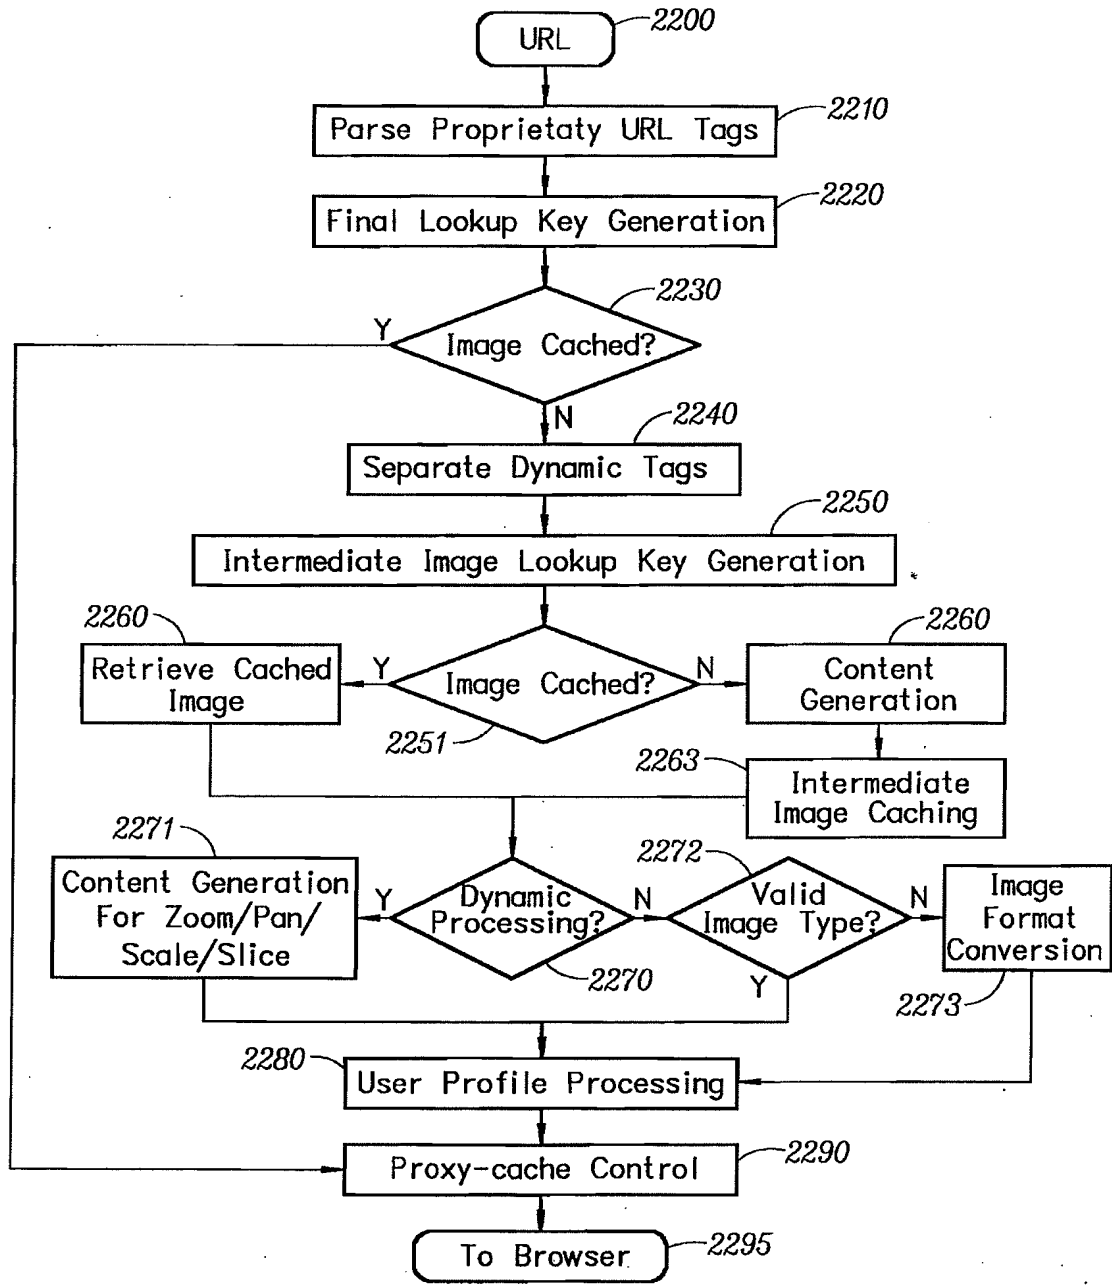 URL
2200
Parse Proprietaty URL Tags
2210
Final Lookup Key Generation
2220
2230
Y
Image Cached?
N
2240
Separate Dynamic Tags
2250
Intermediate Image Lookup Key Generation
2260
Retrieve Cached
Image
Y
Image Cached?
N
2251
2260
Content
Generation
2263
Intermediate
Image Caching
2271
Content Generation
For Zoom/Pan/
Scale/Slice
Y
Dynamic
Processing?
N
2270
2272
Valid
Image Type?
N
Y
Image
Format
Conversion
2273
2280
User Profile Processing
Proxy-cache Control
2290
To Browser
2295